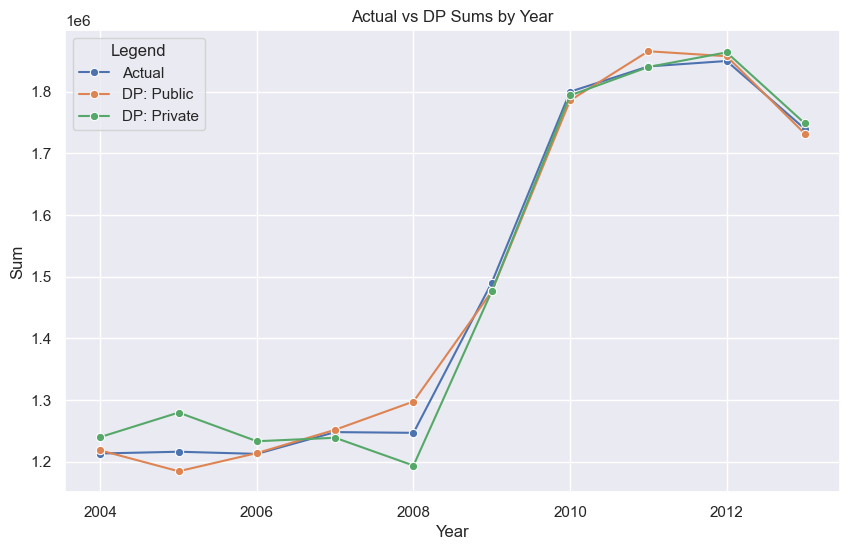 Actual vs DP Sums by Year
1e6
Legend
Actual
DP: Public
DP: Private
1.8
1.7
1.6
1.5
1.4
1.3
1.2
Sum
2004 2006 2008 2010 2012
Year